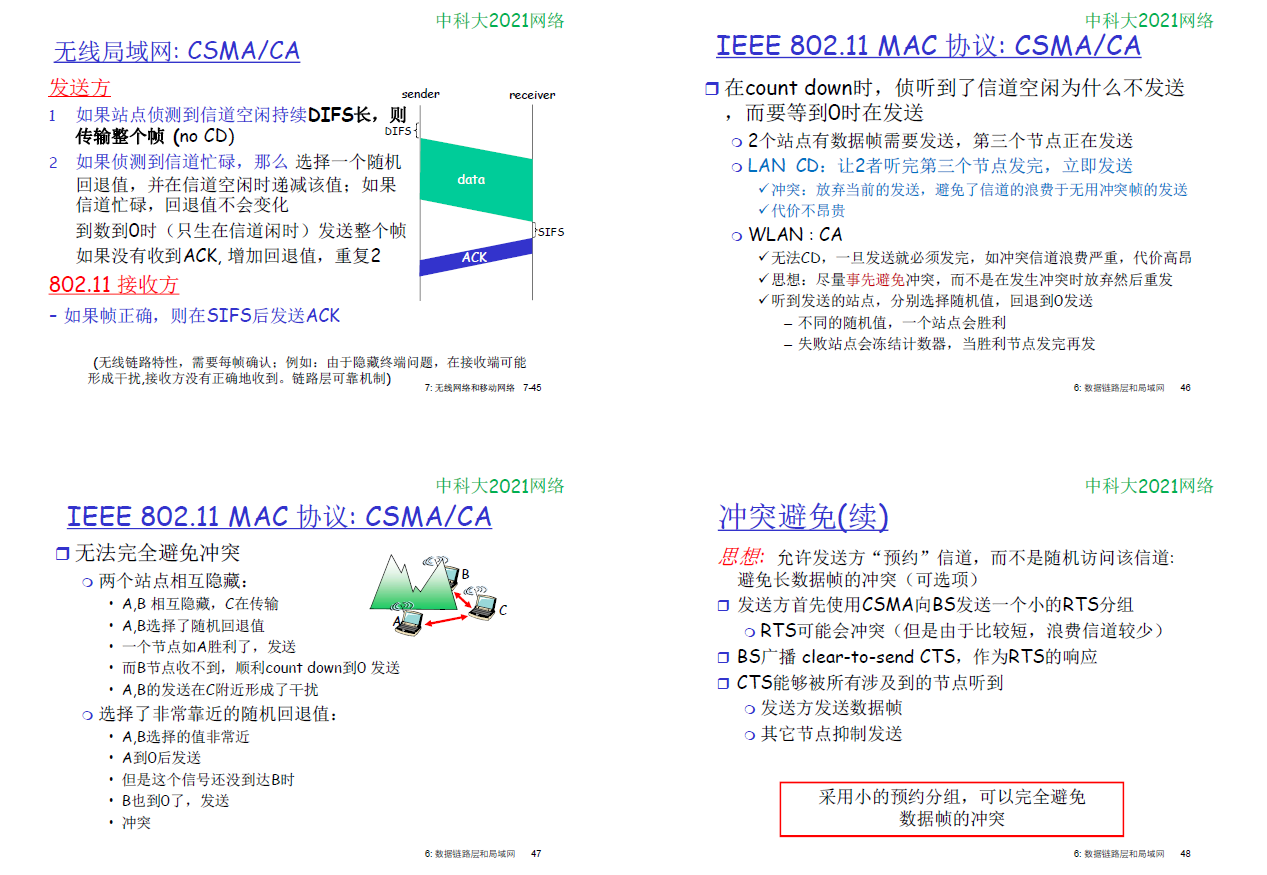 中科大2021网络
无线局域网: CSMA/CA
发送方
1 如果站点侦测到信道空闲持续DIFS长，则
传输整个帧 (no CD)
2 如果侦测到信道忙碌，那么 选择一个随机
回退值，并在信道空闲时递减该值；如果
信道忙碌，回退值不会变化
到数到0时（只生在信道闲时）发送整个帧
如果没有收到ACK, 增加回退值，重复2
802.11 接收方
- 如果帧正确，则在SIFS后发送ACK
sender
receiver
DIFS
data
SIFS
ACK
(无线链路特性，需要每帧确认；例如：由于隐藏终端问题，在接收端可能
形成干扰,接收方没有正确地收到。链路层可靠机制)
7: 无线网络和移动网络 7-45
中科大2021网络
IEEE 802.11 MAC 协议: CSMA/CA
在count down时，侦听到了信道空闲为什么不发送
，而要等到0时在发送
2个站点有数据帧需要发送，第三个节点正在发送
LAN CD：让2者听完第三个节点发完，立即发送
✓冲突：放弃当前的发送，避免了信道的浪费于无用冲突帧的发送
✓代价不昂贵
WLAN : CA
✓无法CD，一旦发送就必须发完，如冲突信道浪费严重，代价高昂
✓思想：尽量事先避免冲突，而不是在发生冲突时放弃然后重发
✓听到发送的站点，分别选择随机值，回退到0发送
– 不同的随机值，一个站点会胜利
– 失败站点会冻结计数器，当胜利节点发完再发
6: 数据链路层和局域网 46
中科大2021网络
IEEE 802.11 MAC 协议: CSMA/CA
无法完全避免冲突
两个站点相互隐藏：
• A,B 相互隐藏，C在传输
• A,B选择了随机回退值
• 一个节点如A胜利了，发送
• 而B节点收不到，顺利count down到0 发送
• A,B的发送在C附近形成了干扰
选择了非常靠近的随机回退值：
• A,B选择的值非常近
• A到0后发送
• 但是这个信号还没到达B时
• B也到0了，发送
• 冲突
B
C
A
6: 数据链路层和局域网 47
中科大2021网络
冲突避免(续)
思想: 允许发送方“预约”信道，而不是随机访问该信道:
避免长数据帧的冲突（可选项）
发送方首先使用CSMA向BS发送一个小的RTS分组
RTS可能会冲突（但是由于比较短，浪费信道较少）
BS广播 clear-to-send CTS，作为RTS的响应
CTS能够被所有涉及到的节点听到
发送方发送数据帧
其它节点抑制发送
采用小的预约分组，可以完全避免
数据帧的冲突
6: 数据链路层和局域网 48